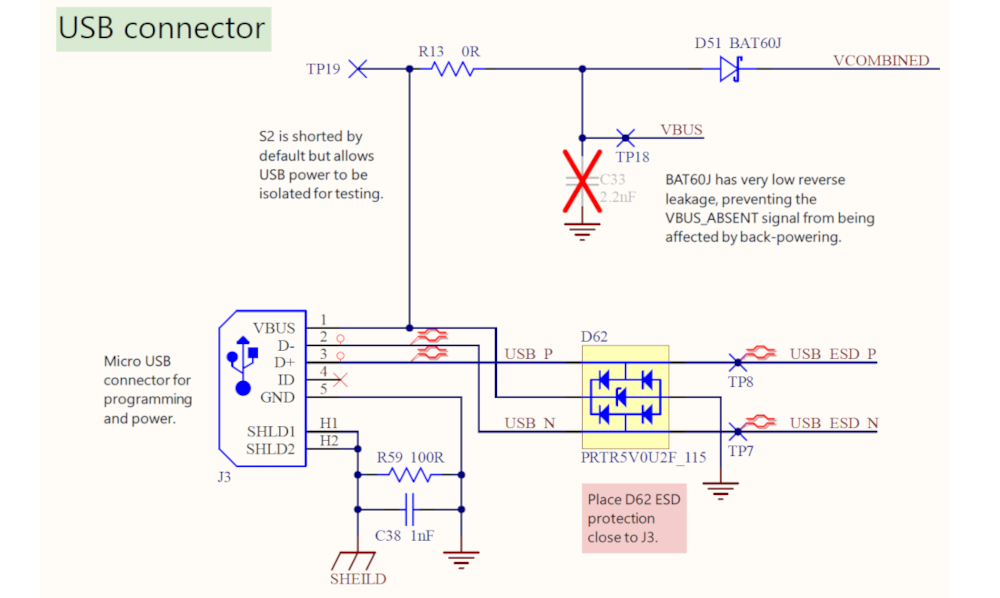 USB connector
D51 BAT60J
R13 0R
TP19
VCOMBINED
S2 is shorted by
default but allows
USB power to be
isolated for testing.
VBUS
TP18
C33
2.2nF
BAT60J has very low reverse
leakage, preventing the
VBUS_ABSENT signal from being
affected by back-powering.
Micro USB
connector for
programming
and power.
VBUS 1
D- 2
D+ 3
ID 4
GND 5
SHLD1 H1
SHLD2 H2
J3
USB_P
D62
USB_ESD_P
TP8
USB_N
USB_ESD_N
TP7
PRTR5V0U2F_115
R59 100R
C38 1nF
SHEILD
Place D62 ESD
protection
close to J3.